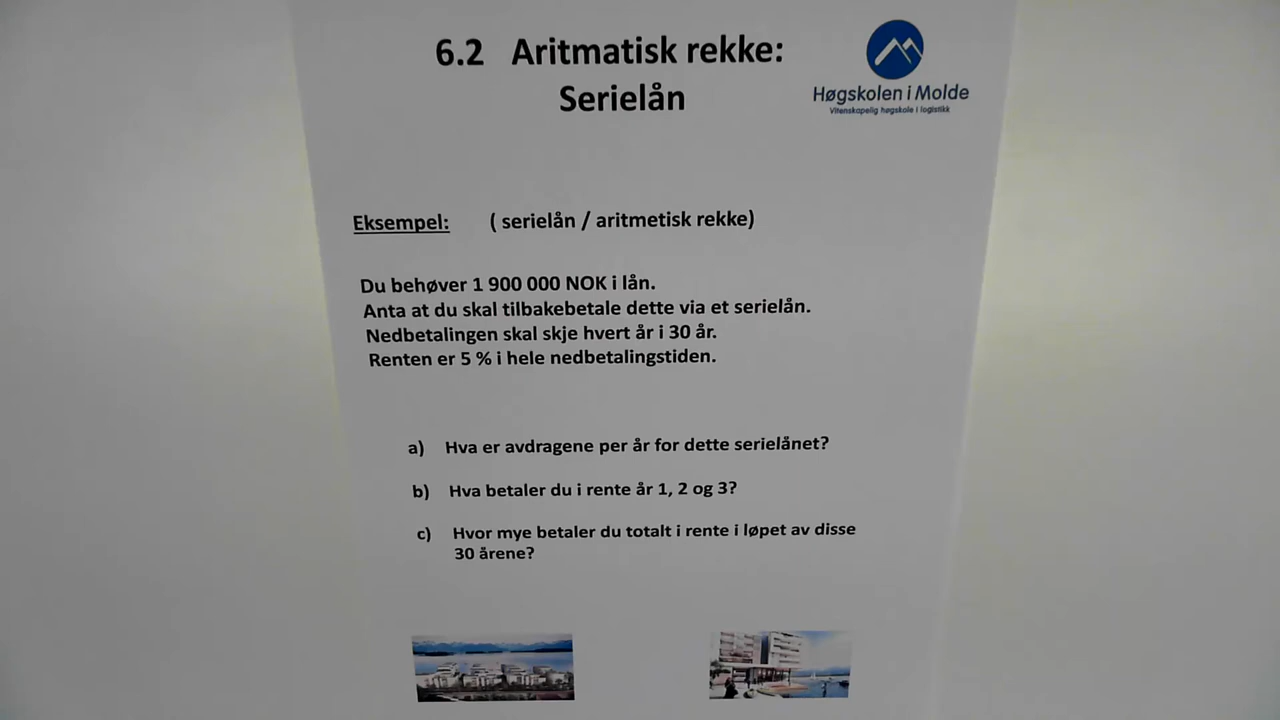 6.2 Aritmatisk rekke:
Serielån
Høgskolen i Molde
Vitenskapelig høgskole i logistikk
Eksempel: ( serielån / aritmetisk rekke)
Du behøver 1 900 000 NOK i lån.
Anta at du skal tilbakebetale dette via et serielån.
Nedbetalingen skal skje hvert år i 30 år.
Renten er 5 % i hele nedbetalingstiden.
a) Hva er avdragene per år for dette serielånet?
b) Hva betaler du i rente år 1, 2 og 3?
c) Hvor mye betaler du totalt i rente i løpet av disse
30 årene?